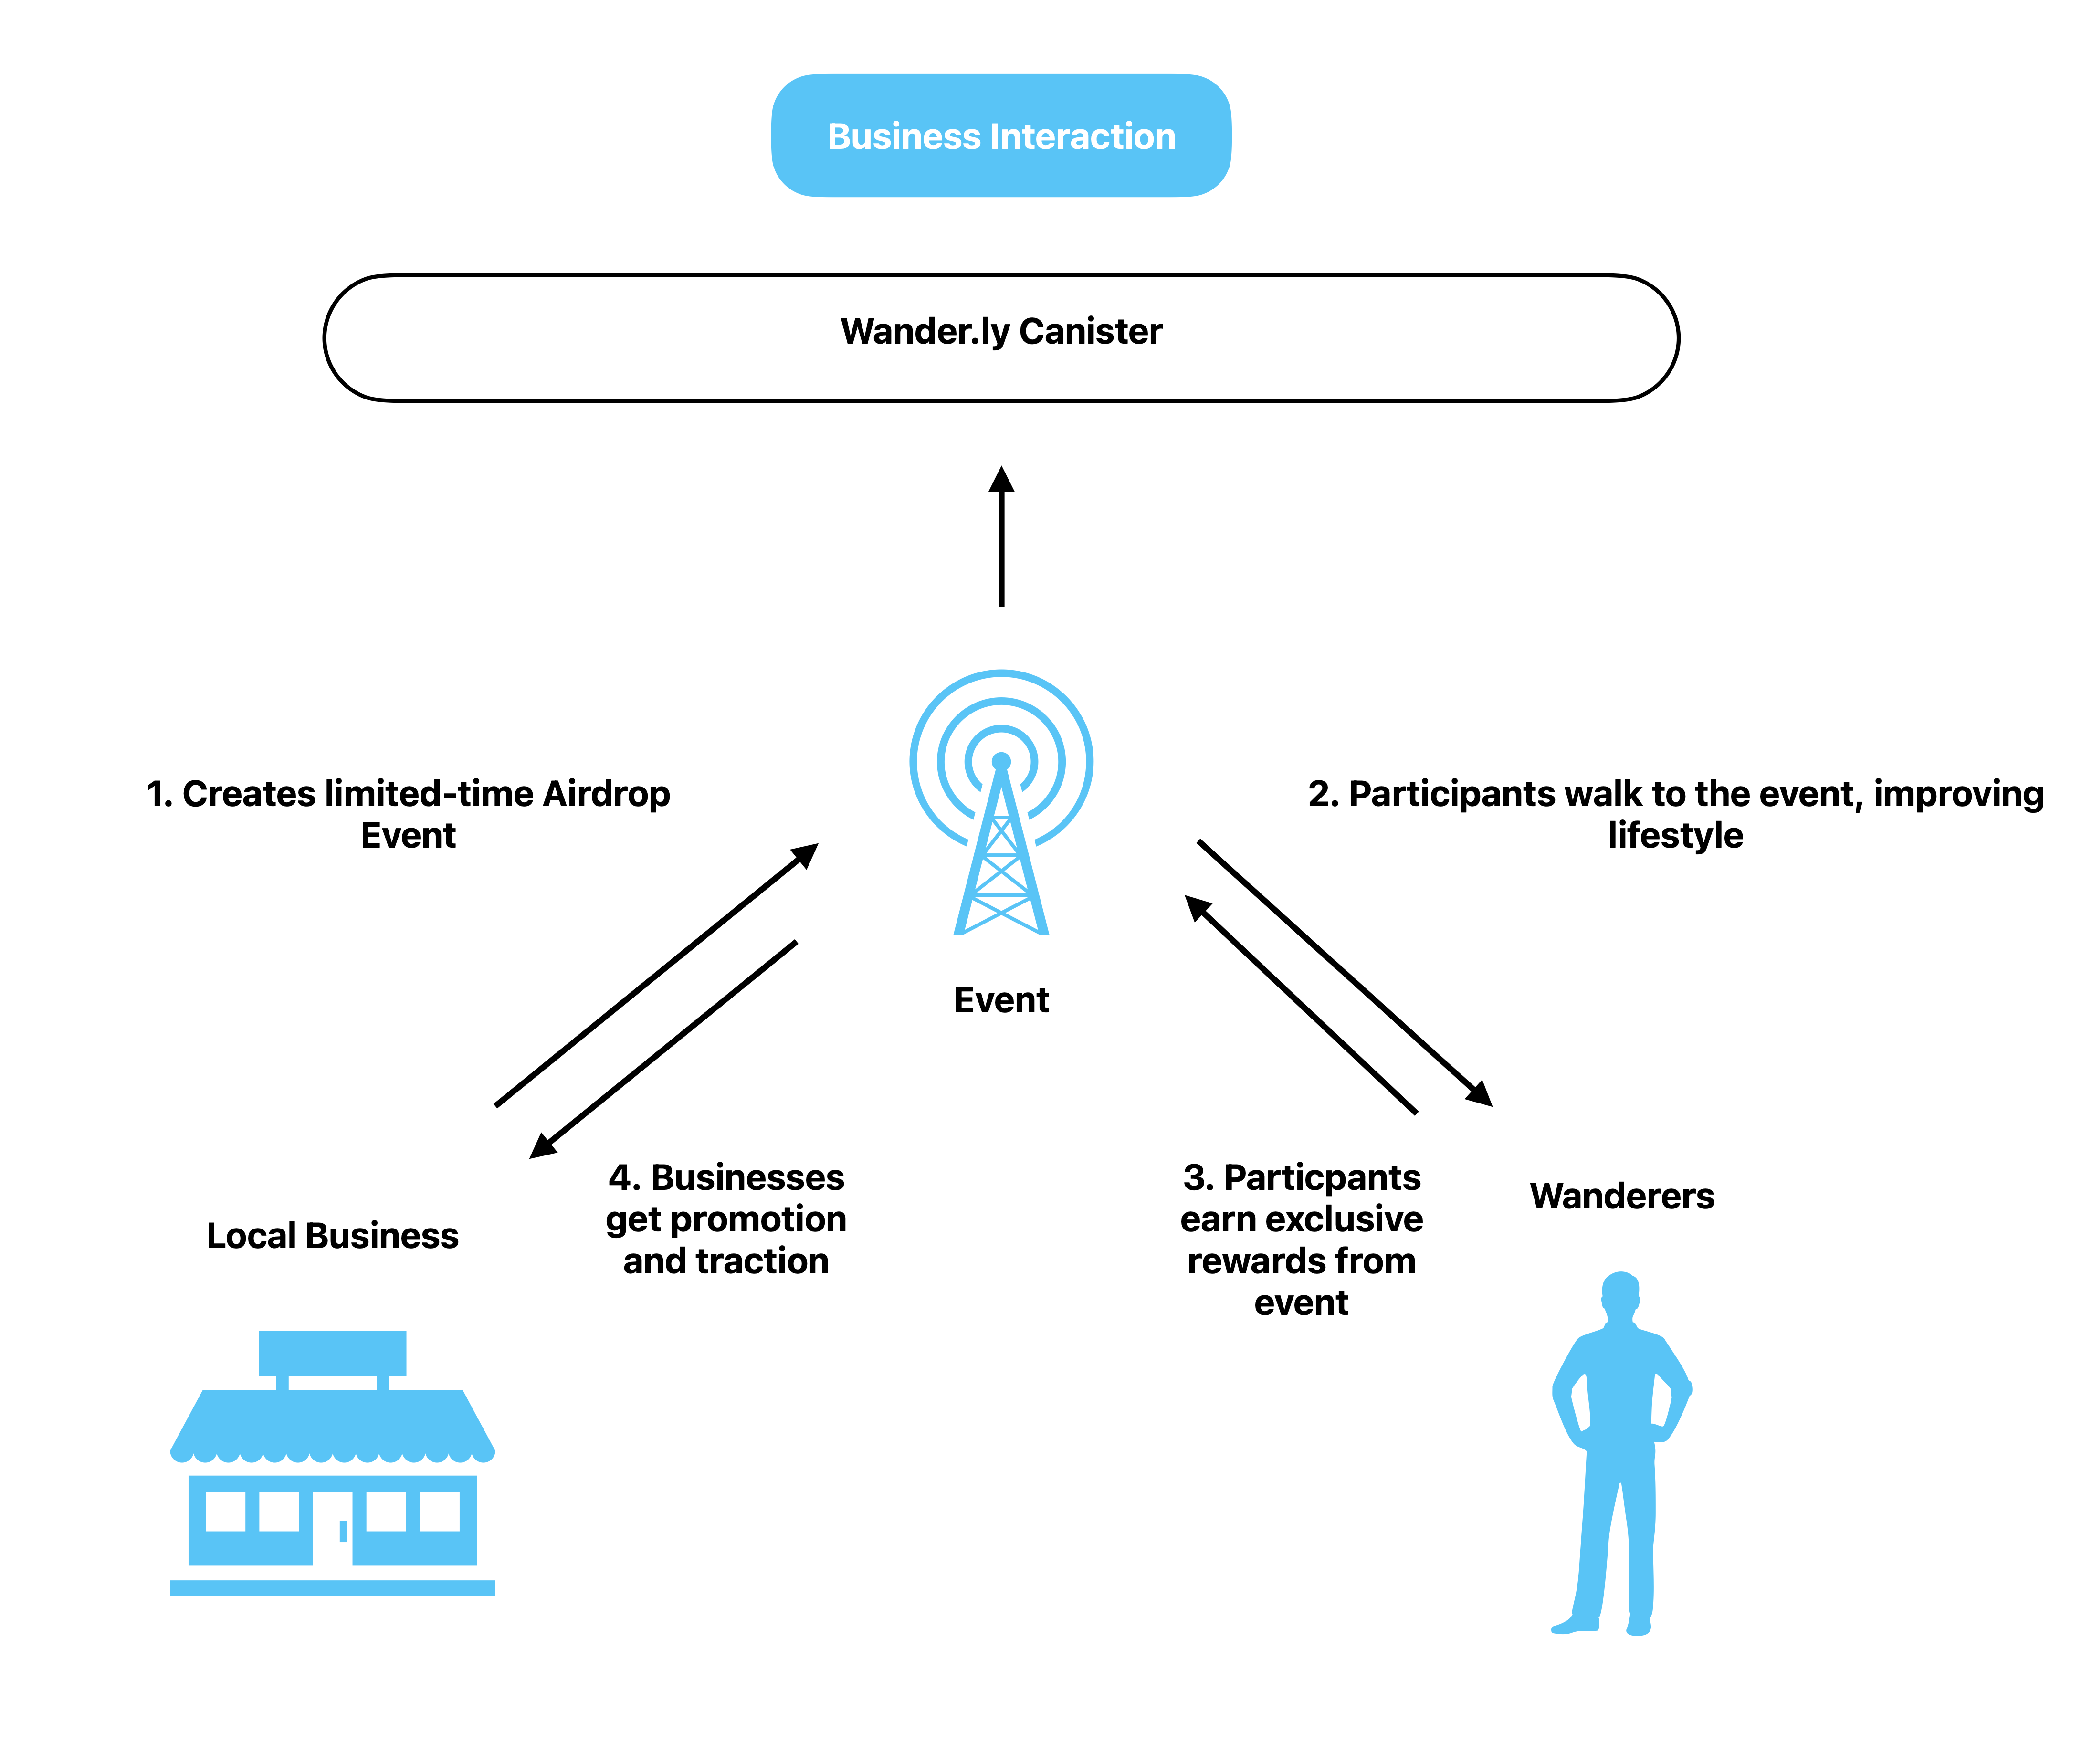 Business Interaction
Wander.ly Canister
1. Creates limited-time Airdrop
Event
2. Participants walk to the event, improving
lifestyle
Event
4. Businesses
get promotion
and traction
3. Particpants
earn exclusive
rewards from
event
Wanderers
Local Business